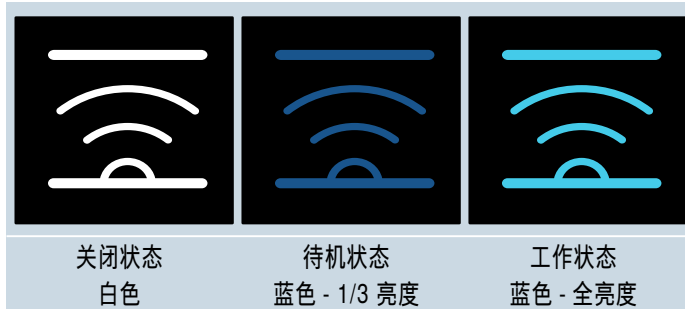 关闭状态
白色
待机状态
蓝色 - 1/3 亮度
工作状态
蓝色 - 全亮度